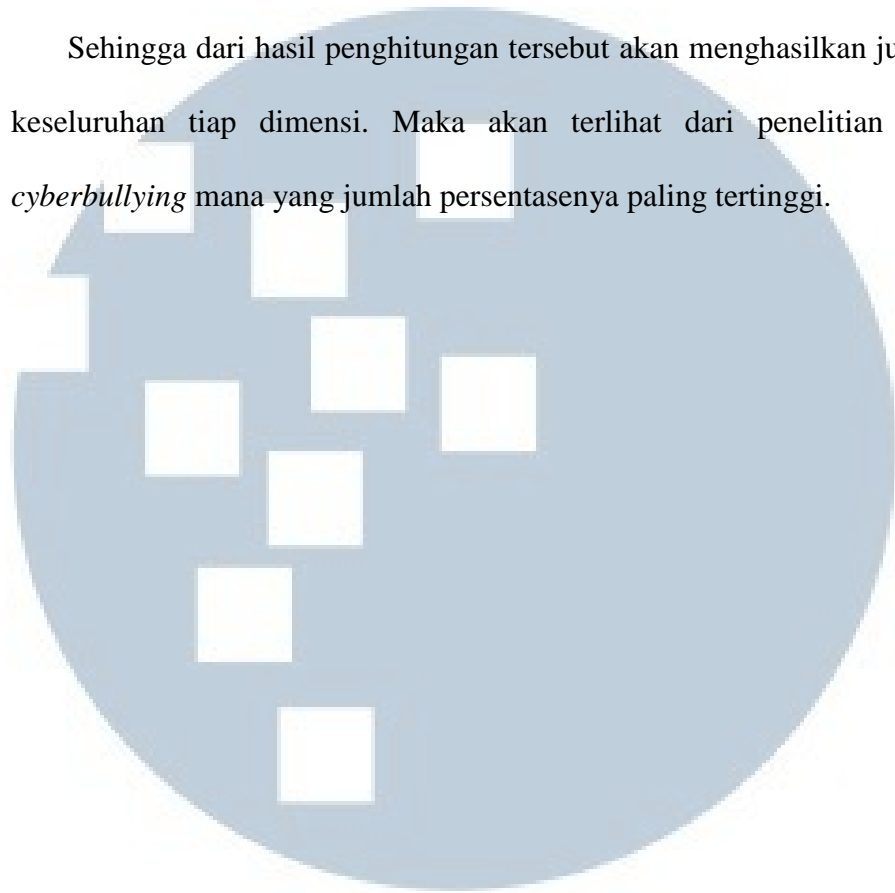 Sehingga dari hasil penghitungan tersebut akan menghasilkan
keseluruhan tiap dimensi. Maka akan terlihat dari penelitian
cyberbullying mana yang jumlah persentasenya paling tertinggi.